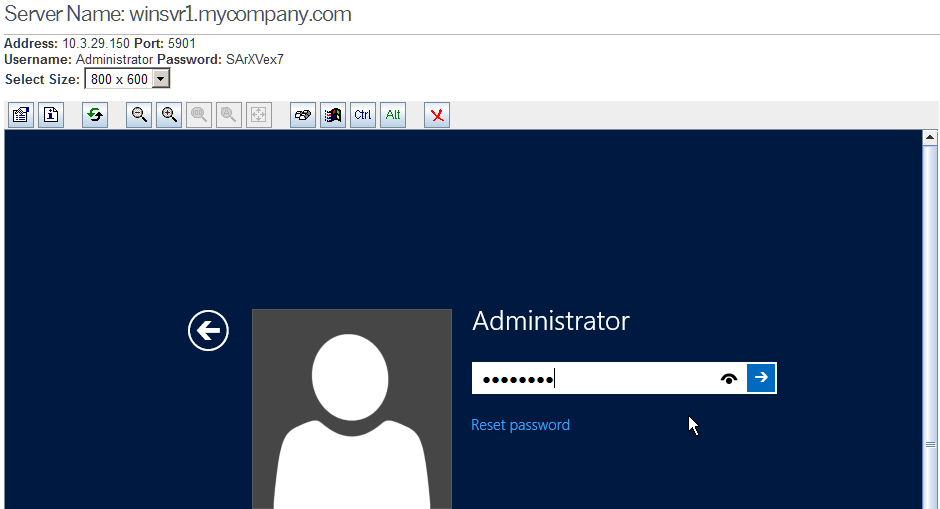 Server Name: winsvr1.mycompany.com
Address: 10.3.29.150 Port: 5901
Username: Administrator Password: SArXVex7
Select Size: 800 x 600
Ctrl Alt
Administrator
••••••••
Reset password